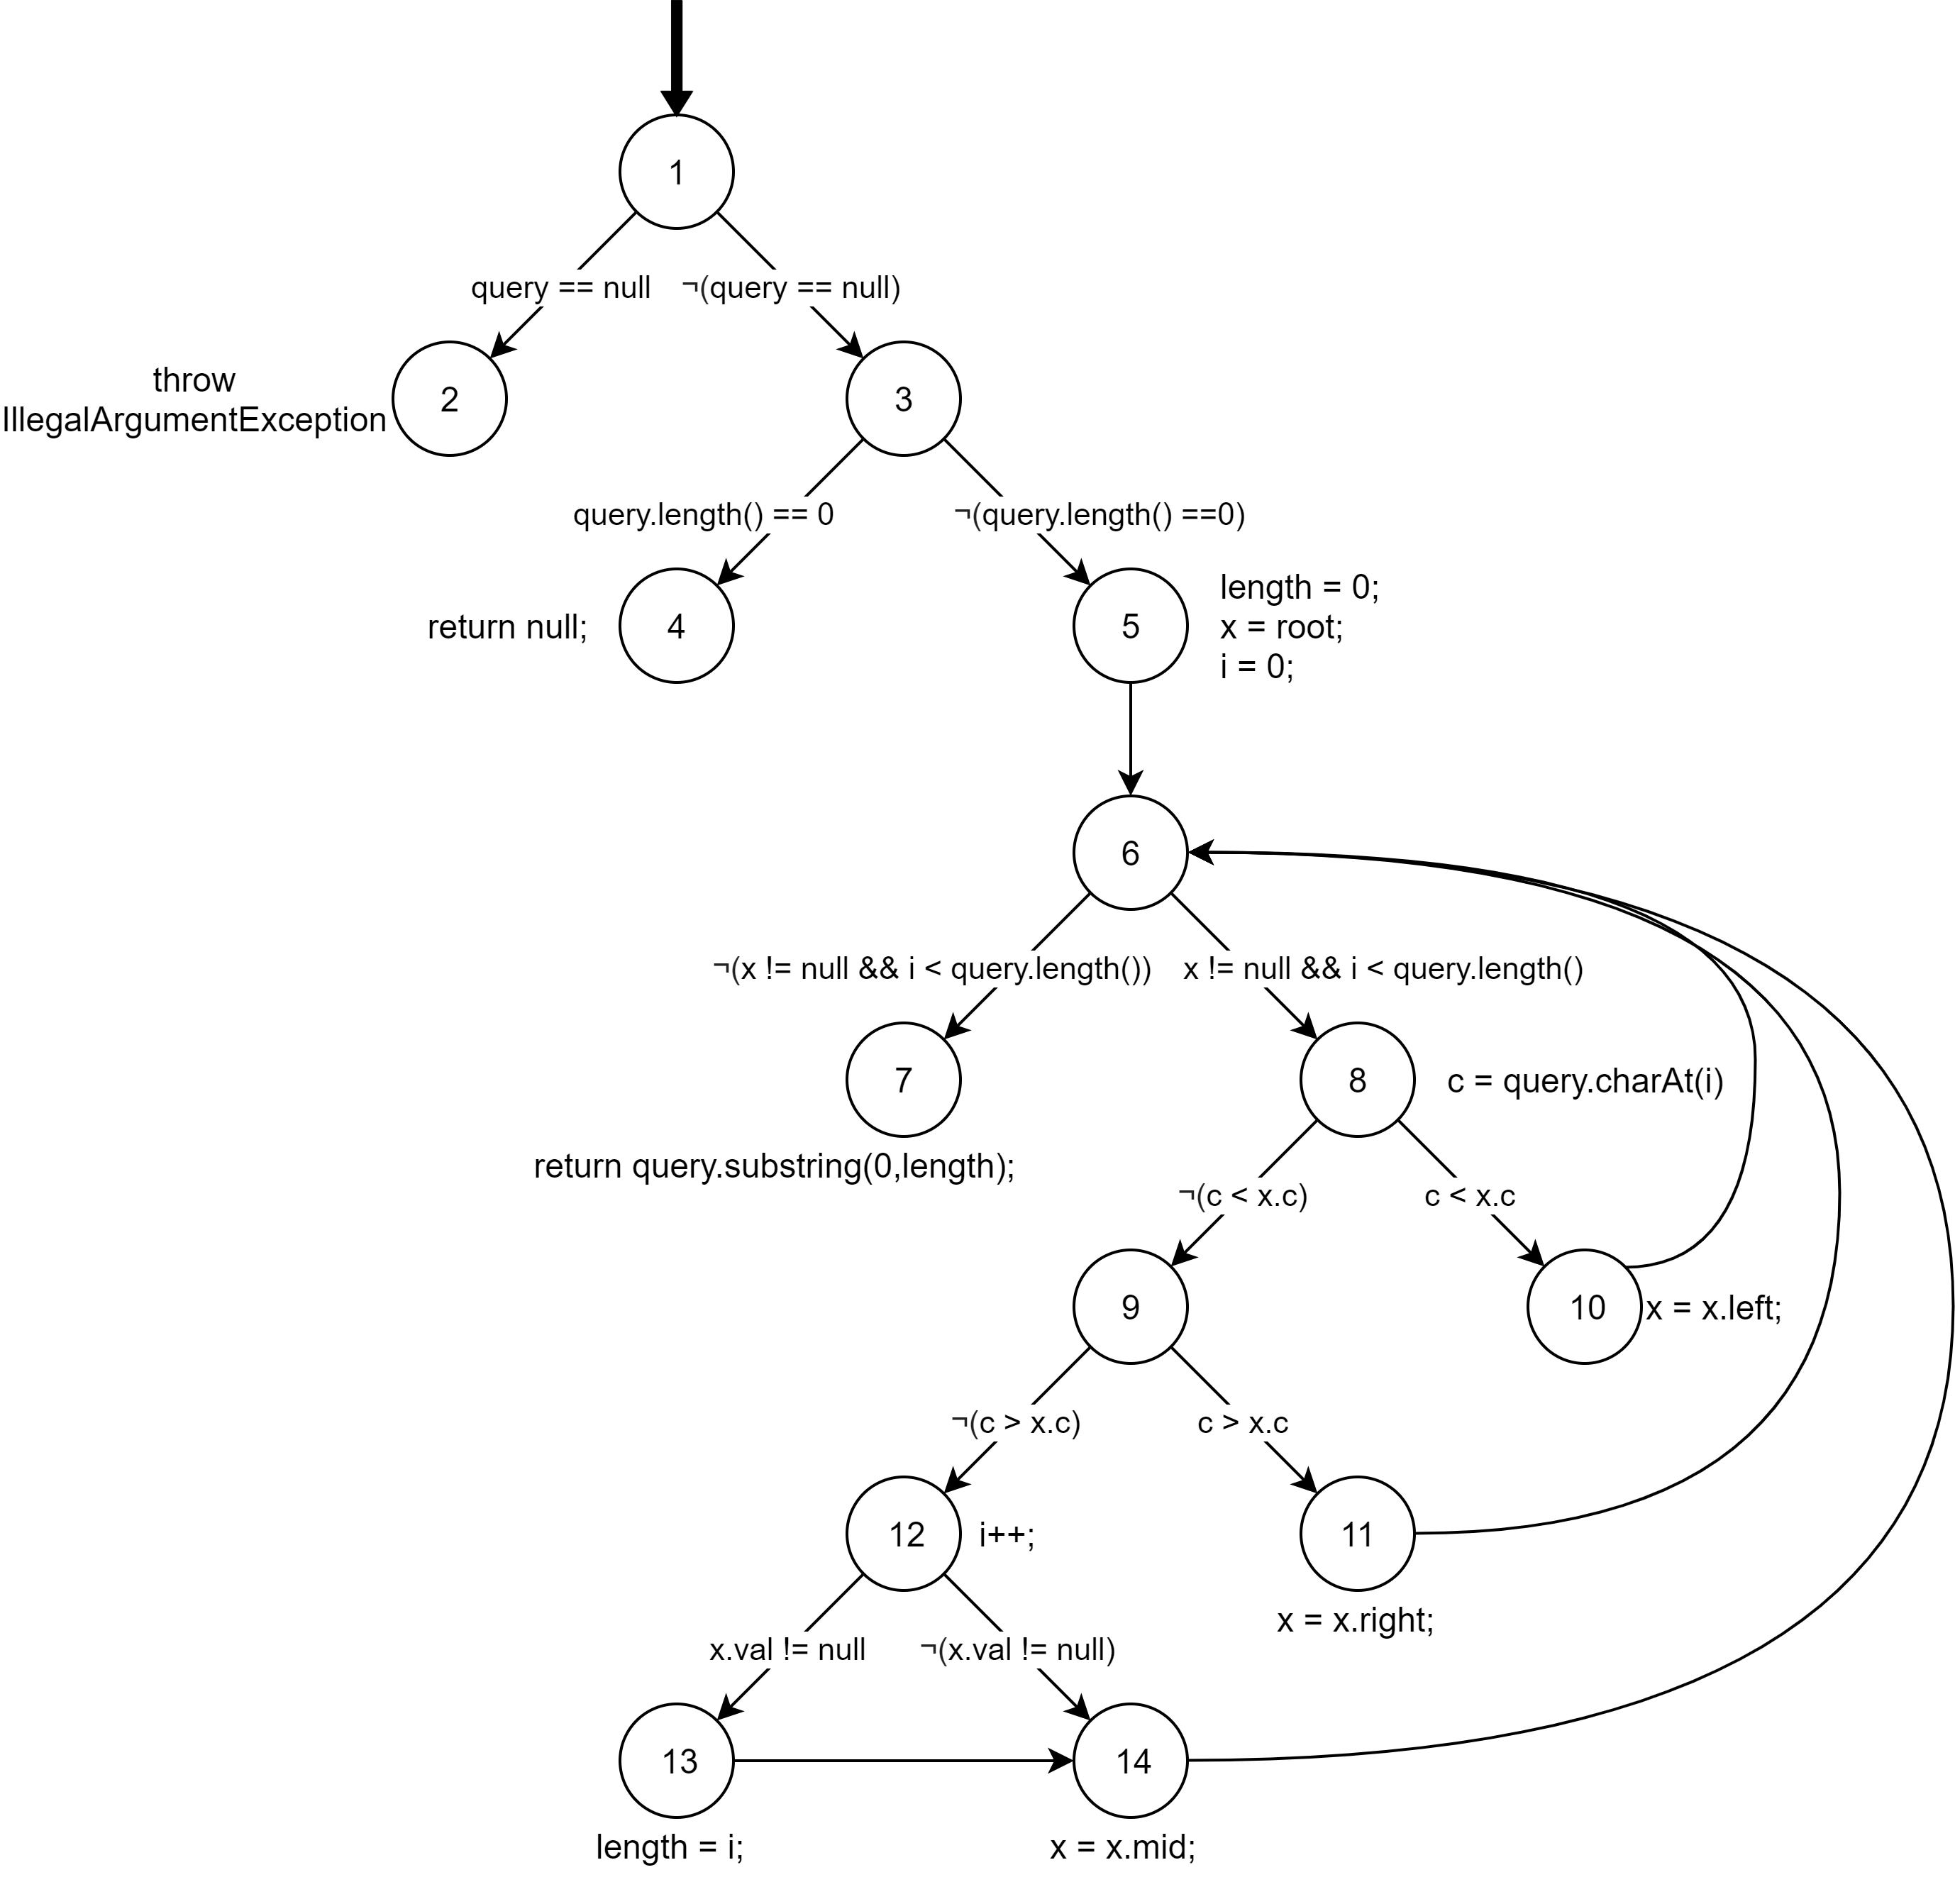 1
query == null
¬(query == null)
throw
IllegalArgumentException
2
3
query.length() == 0
¬(query.length() ==0)
return null;
4
5
length = 0;
x = root;
i = 0;
6
¬(x != null && i < query.length())
x != null && i < query.length()
7
8
c = query.charAt(i)
return query.substring(0,length);
¬(c < x.c)
c < x.c
9
10
x = x.left;
¬(c > x.c)
c > x.c
12
i++;
11
x = x.right;
x.val != null
¬(x.val != null)
13
14
length = i;
x = x.mid;